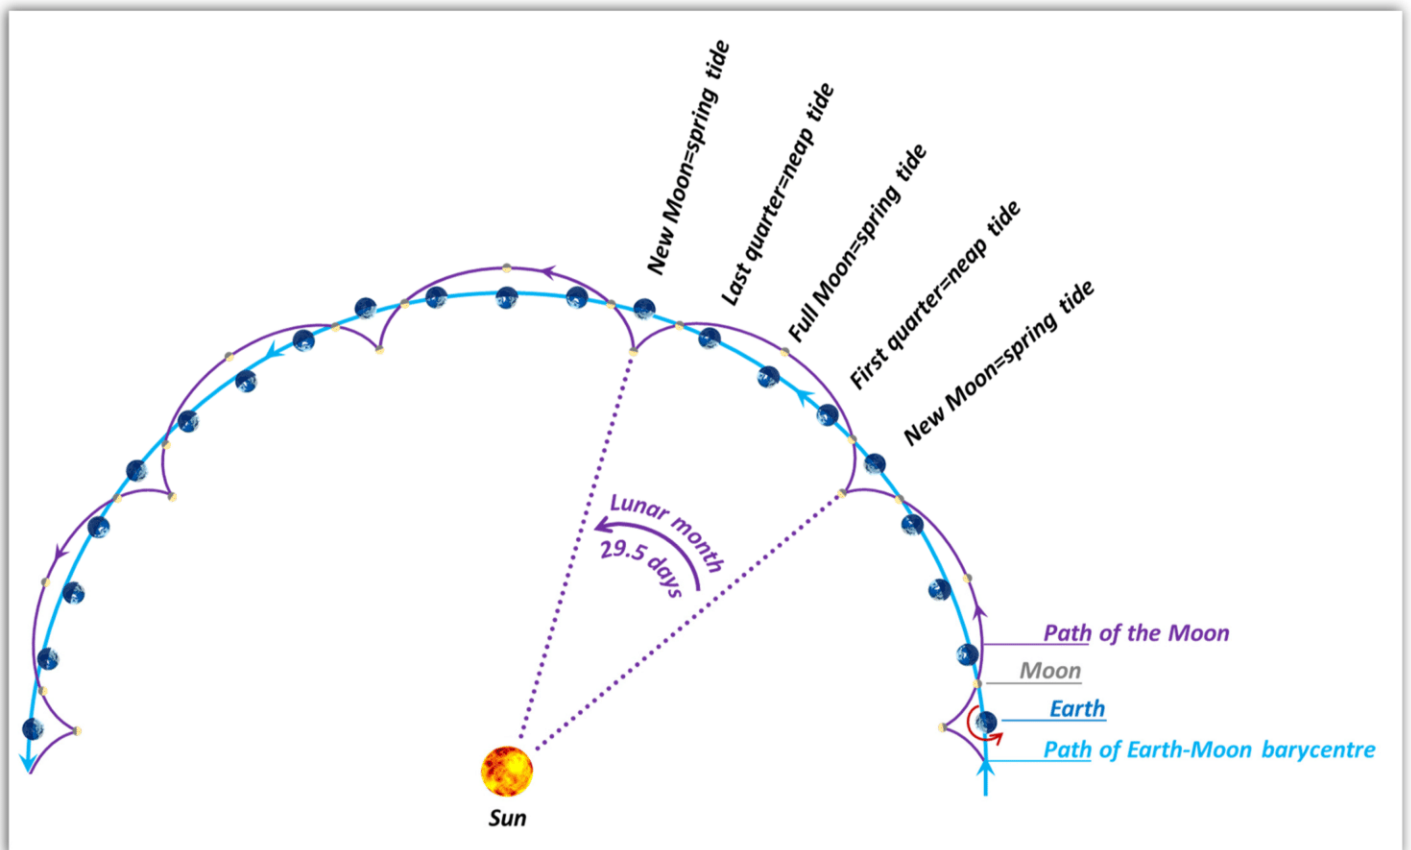 New Moon=spring tide
Last quarter=neap tide
Full Moon=spring tide
First quarter=neap tide
New Moon=spring tide
Lunar month
29.5 days
Path of the Moon
Moon
Earth
Path of Earth-Moon barycentre
Sun